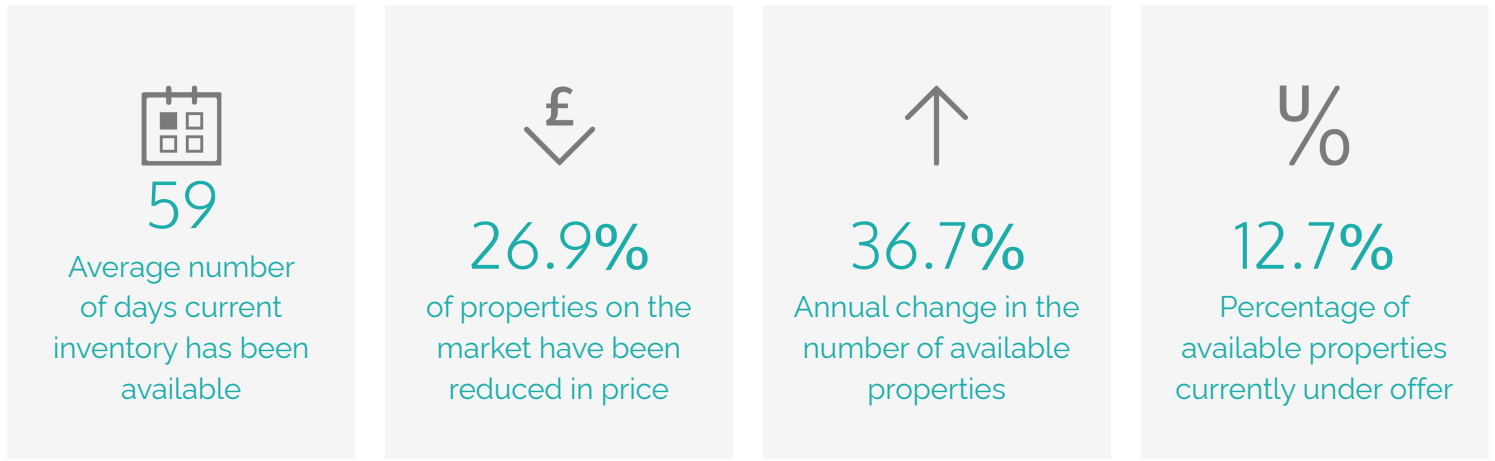 59
Average number
of days current
inventory has been
available
£
26.9%
of properties on the
market have been
reduced in price
36.7%
Annual change in the
number of available
properties
U/O
12.7%
Percentage of
available properties
currently under offer